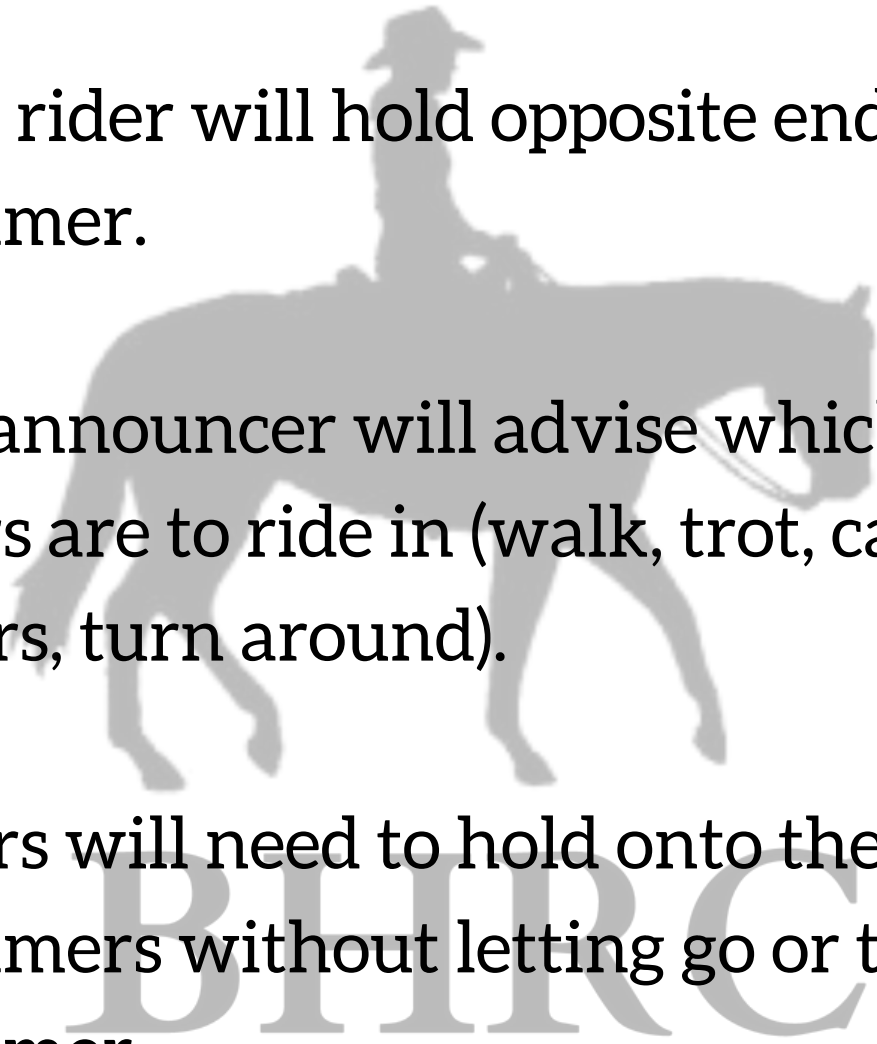 rider will hold opposite end
mer.
announcer will advise whic
rs are to ride in (walk, trot, ca
rs, turn around).
rs will need to hold onto the
mers without letting go or t
BHRC